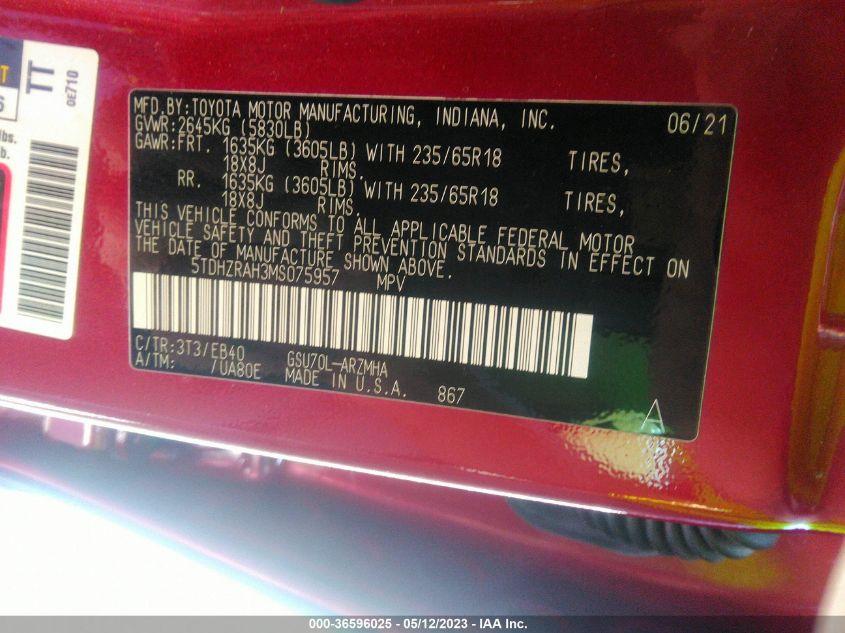 T
6
TT
0E710
lbs.
b.
MFD.BY:TOYOTA MOTOR MANUFACTURING, INDIANA, INC. 06/21
GVWR:2645KG (5830LB)
GAWR:FRT. 1635KG (3605LB) WITH 235/65R18 TIRES,
18X8J RIMS.
RR. 1635KG (3605LB) WITH 235/65R18 TIRES,
18X8J RIMS.
THIS VEHICLE CONFORMS TO ALL APPLICABLE FEDERAL MOTOR
VEHICLE SAFETY AND THEFT PREVENTION STANDARDS IN EFFECT ON
THE DATE OF MANUFACTURE SHOWN ABOVE.
5TDHZRAH3MS075957 MPV
C/TR:3T3/EB40 GSU70L-ARZMHA
A/TM: /UA80E MADE IN U.S.A. 867
A
000-36596025 - 05/12/2023 - IAA Inc.